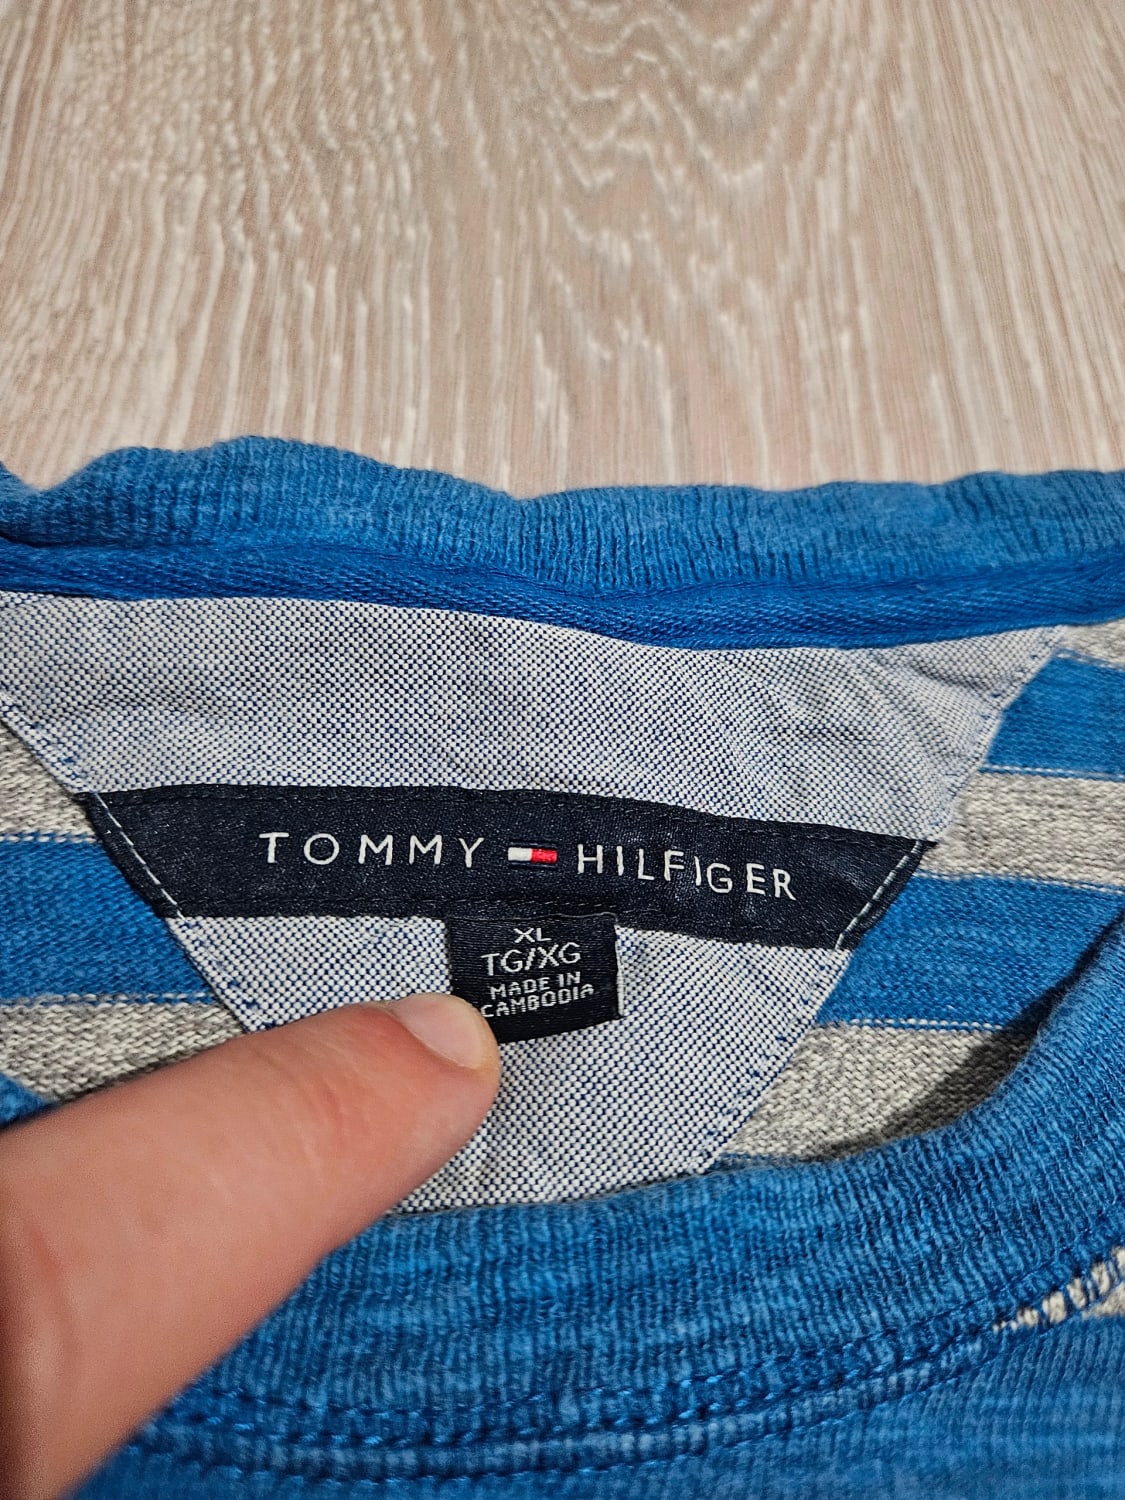 TOMMY HILFIGER
XL
TG/XG
MADE IN
CAMBODIA